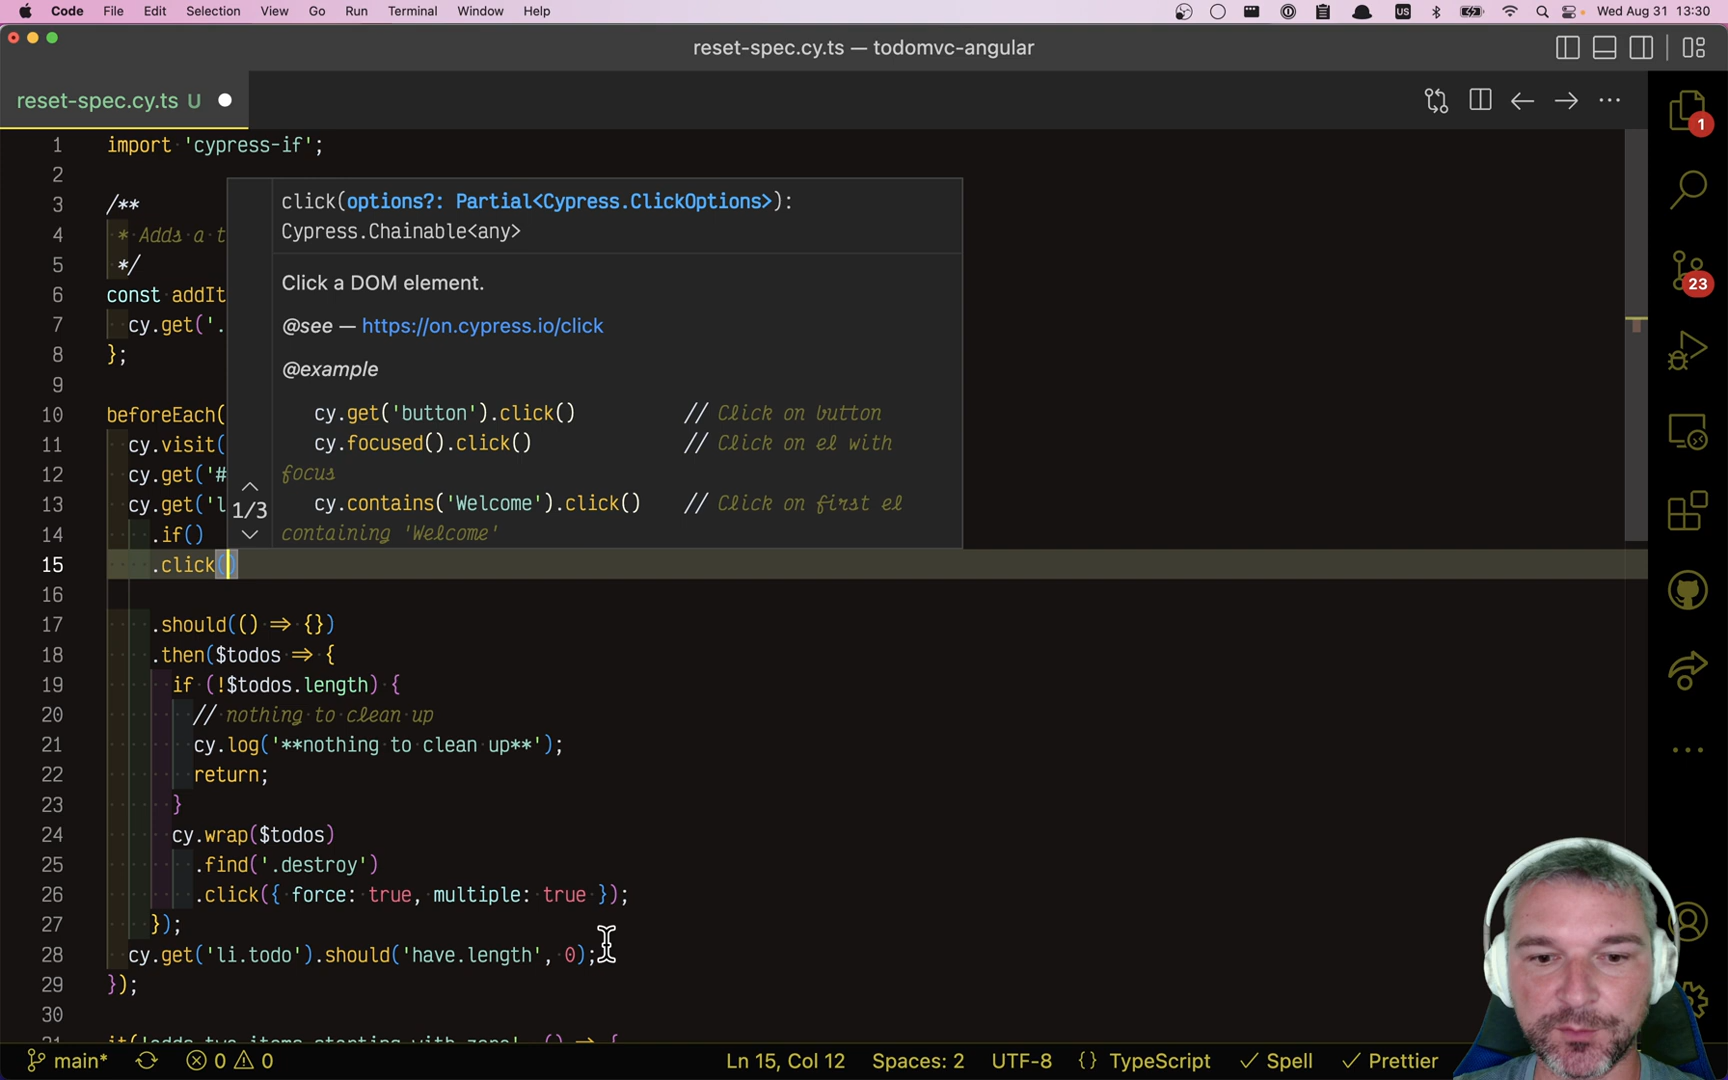 Code File Edit Selection View Go Run Terminal Window Help US Wed Aug 31 13:30
reset-spec.cy.ts — todomvc-angular
reset-spec.cy.ts U
1 import 'cypress-if';
2
3 /**
4 * Adds a t
5 */
6 const addIt
7 cy.get('.
8 };
9
10 beforeEach(
11 cy.visit(
12 cy.get('#
13 cy.get('l
14 .if()
15 .click()
16
17 .should(() => {})
18 .then($todos => {
19 if (!$todos.length) {
20 // nothing to clean up
21 cy.log('**nothing to clean up**');
22 return;
23 }
24 cy.wrap($todos)
25 .find('.destroy')
26 .click({ force: true, multiple: true });
27 });
28 cy.get('li.todo').should('have.length', 0);
29 });
30
click(options?: Partial<Cypress.ClickOptions>):
Cypress.Chainable<any>
Click a DOM element.
@see — https://on.cypress.io/click
@example
cy.get('button').click() // Click on button
cy.focused().click() // Click on el with
focus
cy.contains('Welcome').click() // Click on first el
containing 'Welcome'
1/3
1
23
main* 0 0 Ln 15, Col 12 Spaces: 2 UTF-8 {} TypeScript Spell Prettier